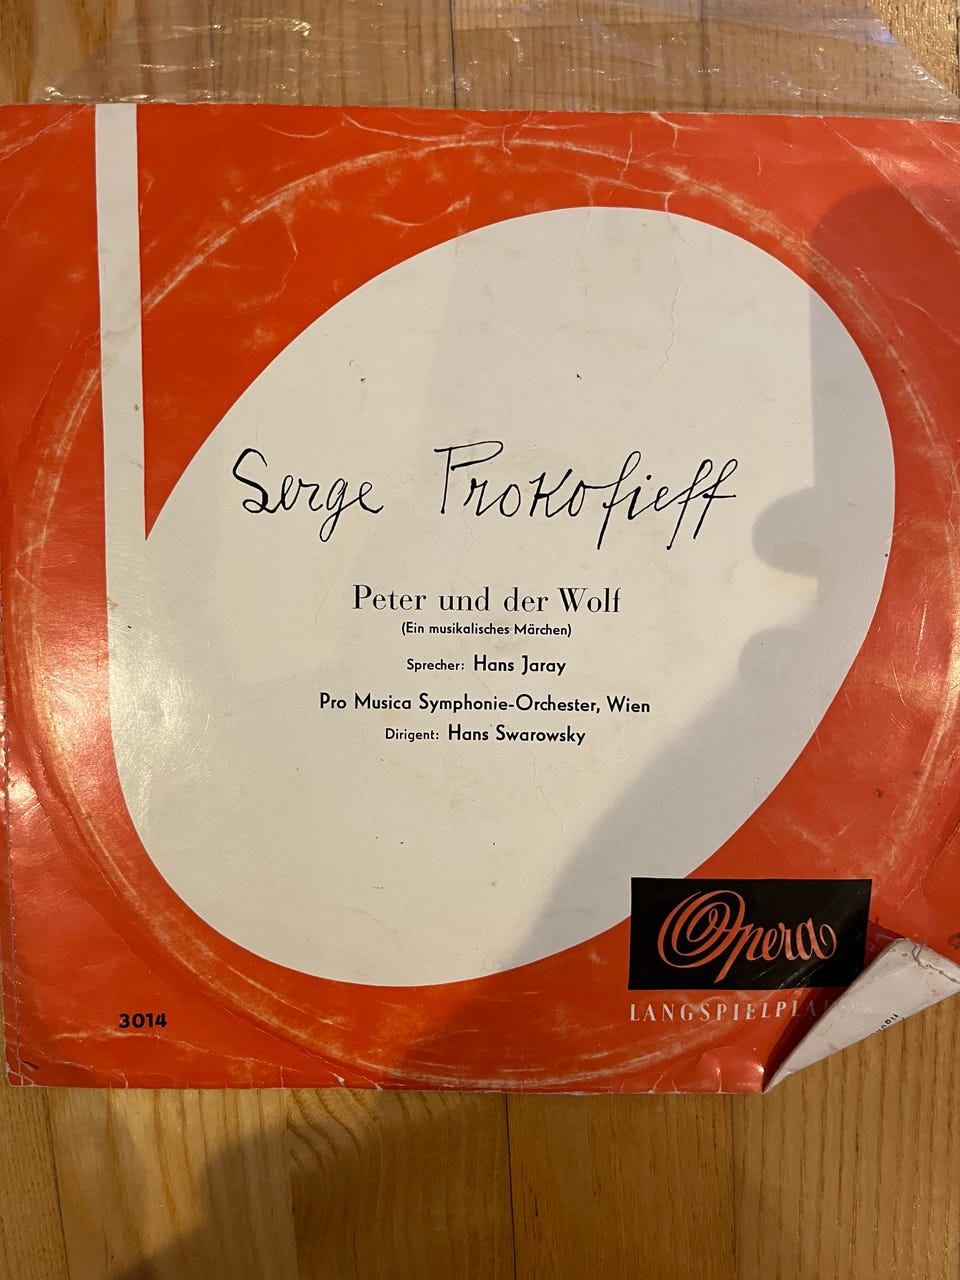 Serge Prokofieff
Peter und der Wolf
(Ein musikalisches Märchen)
Sprecher: Hans Jaray
Pro Musica Symphonie-Orchester, Wien
Dirigent: Hans Swarowsky
Opera
3014